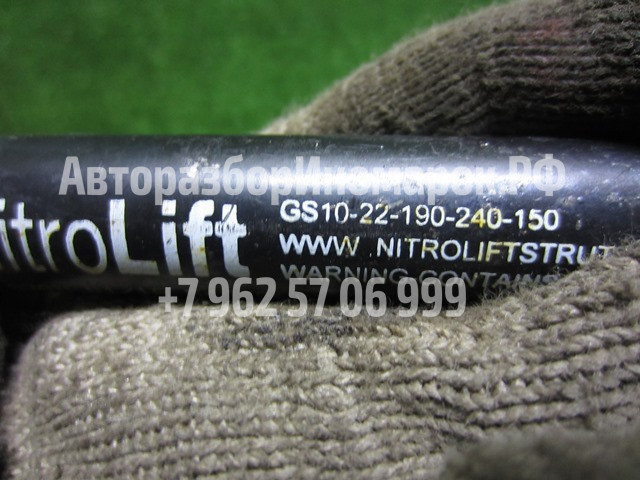 АвторазборИномарок.РФ
GS10-22-190-240-150
itroLift
WWW.NITROLIFTSTRUT
WARNING CONTAINS
+7 962 57 06 999